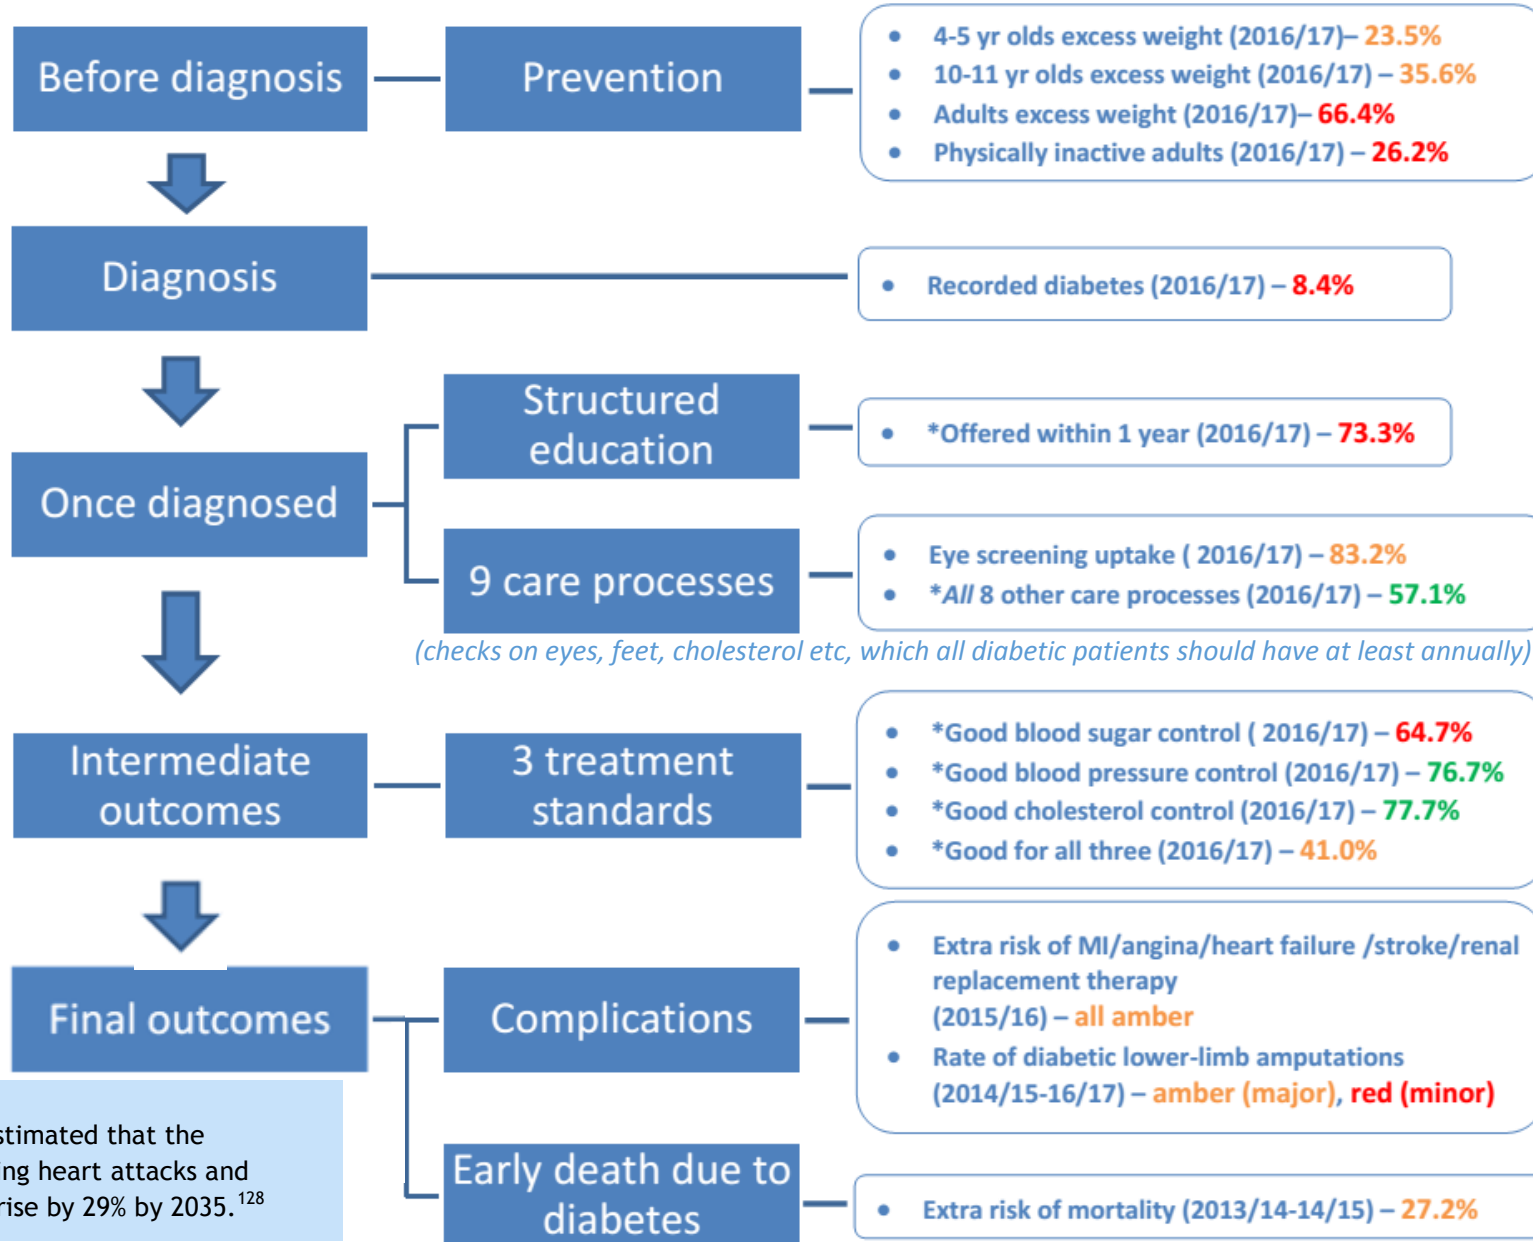 Before diagnosis
Prevention
• 4-5 yr olds excess weight (2016/17)– 23.5%
• 10-11 yr olds excess weight (2016/17) – 35.6%
• Adults excess weight (2016/17)– 66.4%
• Physically inactive adults (2016/17) – 26.2%
Diagnosis
• Recorded diabetes (2016/17) – 8.4%
Once diagnosed
Structured
education
• *Offered within 1 year (2016/17) – 73.3%
9 care processes
• Eye screening uptake ( 2016/17) – 83.2%
• *All 8 other care processes (2016/17) – 57.1%
(checks on eyes, feet, cholesterol etc, which all diabetic patients should have at least annually)
Intermediate
outcomes
3 treatment
standards
• *Good blood sugar control ( 2016/17) – 64.7%
• *Good blood pressure control (2016/17) – 76.7%
• *Good cholesterol control (2016/17) – 77.7%
• *Good for all three (2016/17) – 41.0%
Final outcomes
Complications
• Extra risk of MI/angina/heart failure /stroke/renal
replacement therapy
(2015/16) – all amber
• Rate of diabetic lower-limb amputations
(2014/15-16/17) – amber (major), red (minor)
Early death due to
diabetes
• Extra risk of mortality (2013/14-14/15) – 27.2%
stimated that the
ing heart attacks and
rise by 29% by 2035.128